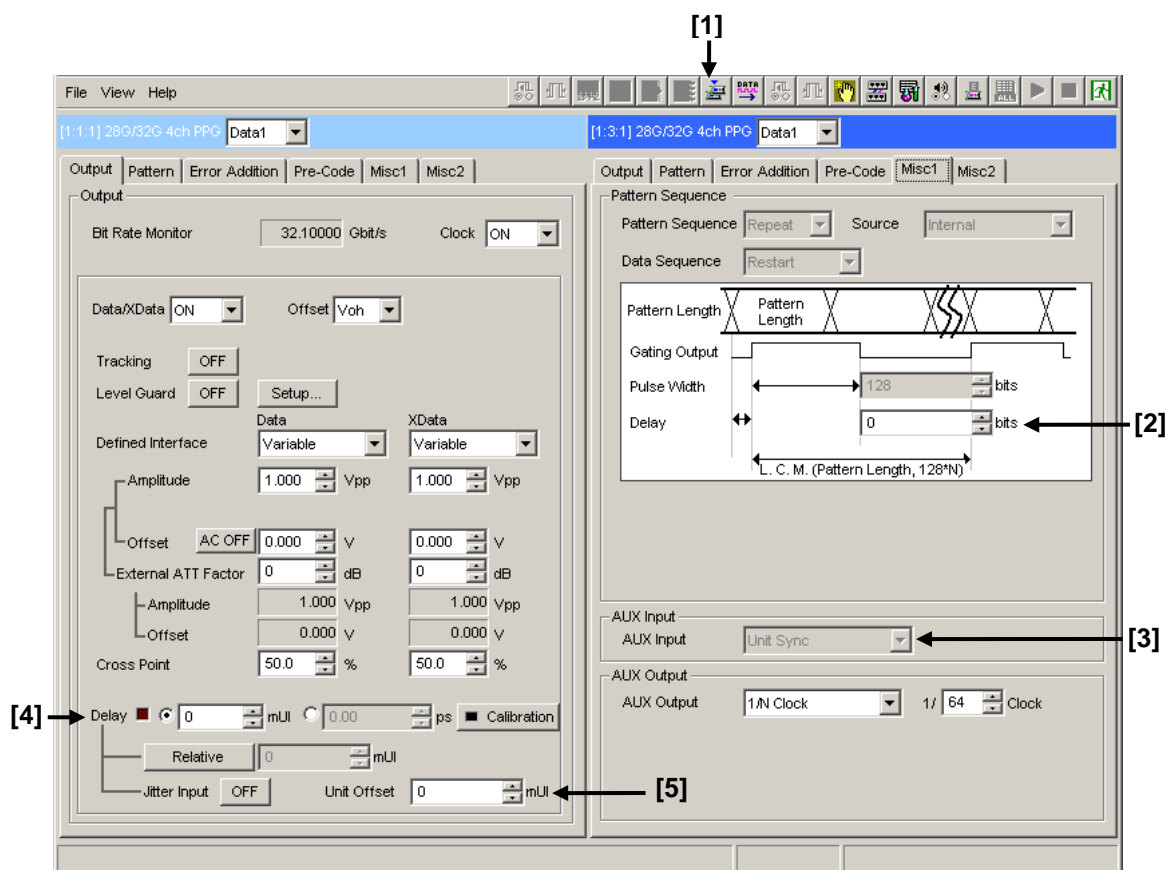 [1]
File View Help
DATA
ALL
[1:1:1] 28G/32G 4ch PPG Data1
[1:3:1] 28G/32G 4ch PPG Data1
Output Pattern Error Addition Pre-Code Misc1 Misc2
Output
Bit Rate Monitor 32.10000 Gbit/s Clock ON
Data/XData ON Offset Voh
Tracking OFF
Level Guard OFF Setup...
Data XData
Defined Interface Variable Variable
Amplitude 1.000 Vpp 1.000 Vpp
Offset AC OFF 0.000 V 0.000 V
External ATT Factor 0 dB 0 dB
Amplitude 1.000 Vpp 1.000 Vpp
Offset 0.000 V 0.000 V
Cross Point 50.0 % 50.0 %
[4] Delay 0 mUI 0.00 ps Calibration
Relative 0 mUI
Jitter Input OFF Unit Offset 0 mUI [5]
Output Pattern Error Addition Pre-Code Misc1 Misc2
Pattern Sequence
Pattern Sequence Repeat Source Internal
Data Sequence Restart
Pattern Length Pattern
Length
Gating Output
Pulse Width 128 bits
Delay 0 bits [2]
L. C. M. (Pattern Length, 128*N)
AUX Input
AUX Input Unit Sync [3]
AUX Output
AUX Output 1/N Clock 1/ 64 Clock